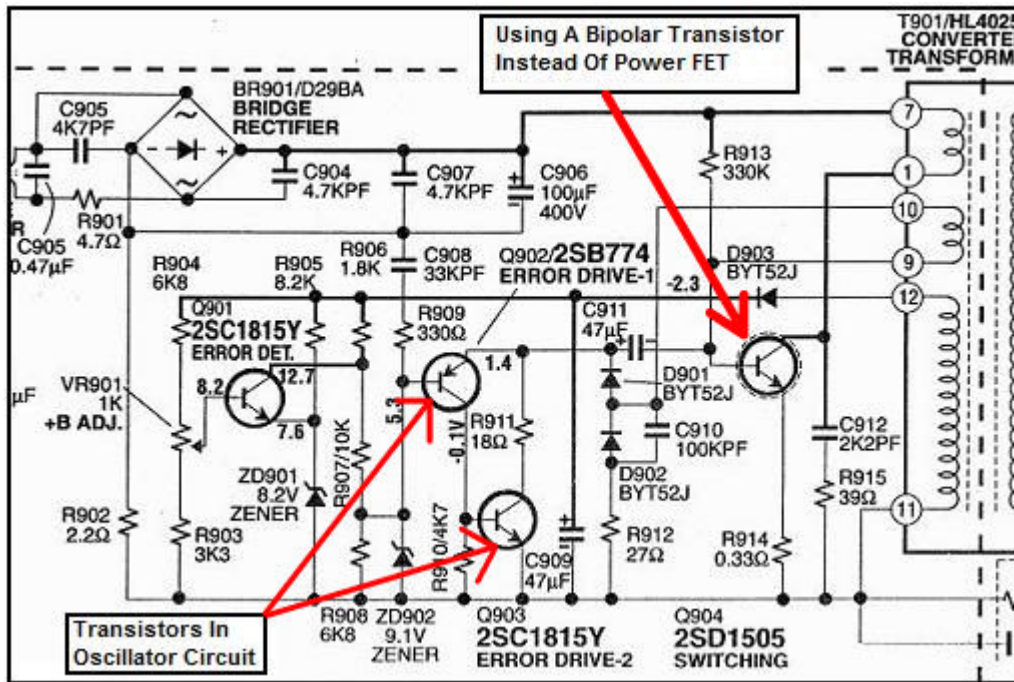 Using A Bipolar Transistor
Instead Of Power FET
T901/HL4025
CONVERTE
TRANSFORM
BR901/D29BA
BRIDGE
RECTIFIER
C905
4K7PF
7
R913
330K
C904
4.7KPF
C907
4.7KPF
C906
100µF
400V
1
10
R901
4.7Ω
R
C905
0.47µF
R906
1.8K
C908
33KPF
Q902/2SB774
ERROR DRIVE-1
D903
BYT52J
9
R904
6K8
R905
8.2K
-2.3
12
Q901
2SC1815Y
ERROR DET.
R909
330Ω
C911
47µF
1.4
12.7
8.2
7.6
µF
VR901
1K
+B ADJ.
5.2
-0.1V
R911
18Ω
D901
BYT52J
C910
100KPF
C912
2K2PF
R907/10K
D902
BYT52J
ZD901
8.2V
ZENER
R915
39Ω
R902
2.2Ω
R903
3K3
R910/4K7
R912
27Ω
R914
0.33Ω
11
C909
47µF
Transistors In
Oscillator Circuit
R908
6K8
ZD902
9.1V
ZENER
Q903
2SC1815Y
ERROR DRIVE-2
Q904
2SD1505
SWITCHING